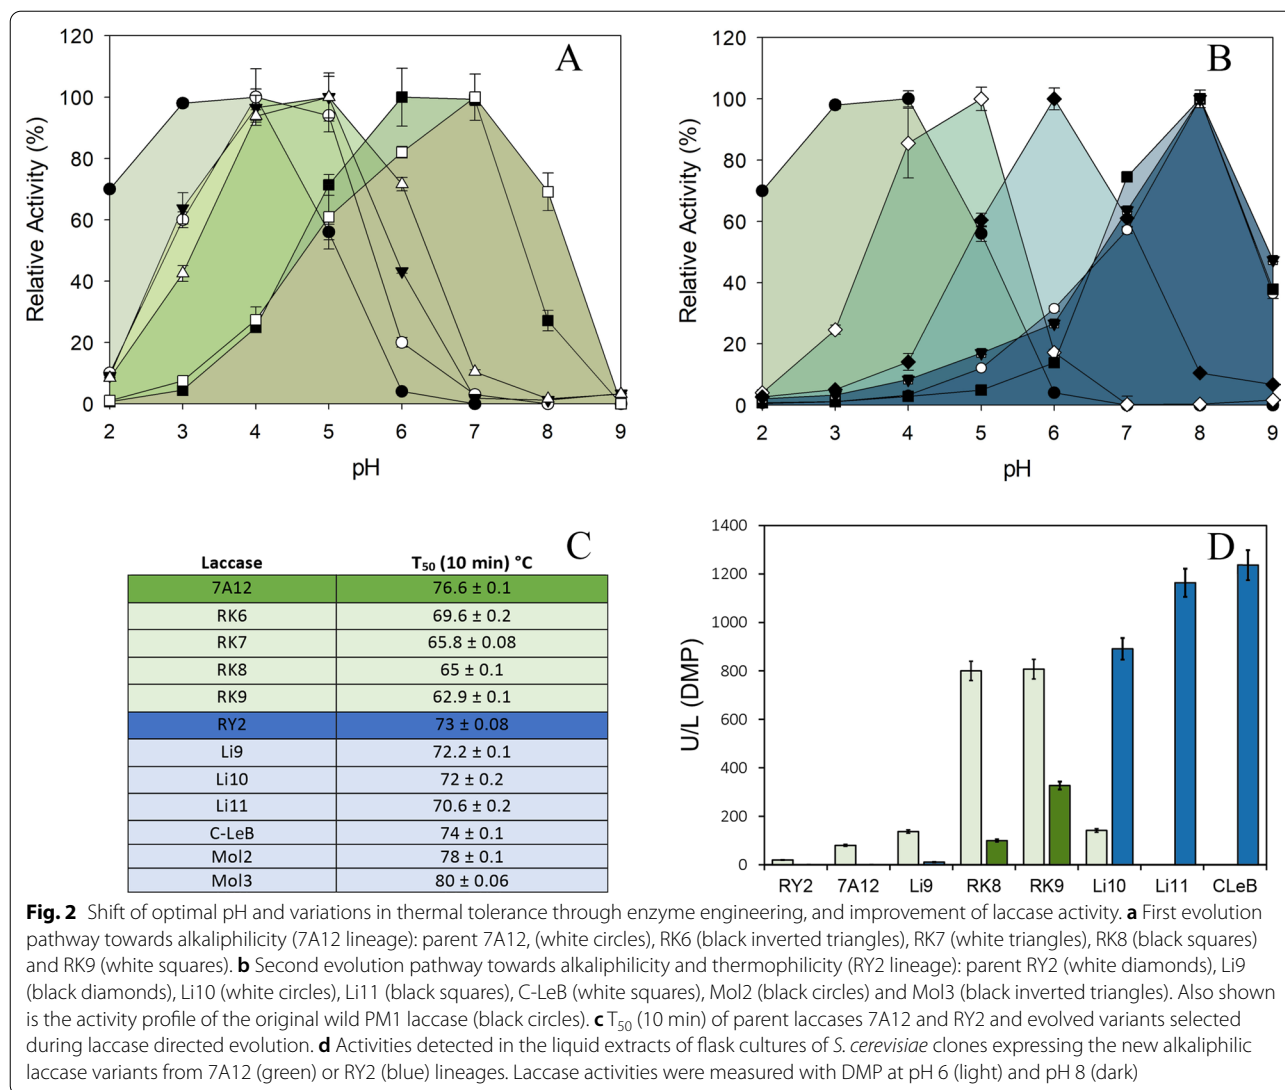 A
120
100
80
60
40
20
0
Relative Activity (%)
2 3 4 5 6 7 8 9
pH
B
120
100
80
60
40
20
0
Relative Activity (%)
2 3 4 5 6 7 8 9
pH
C
Laccase T50 (10 min) °C
7A12 76.6 ± 0.1
RK6 69.6 ± 0.2
RK7 65.8 ± 0.08
RK8 65 ± 0.1
RK9 62.9 ± 0.1
RY2 73 ± 0.08
Li9 72.2 ± 0.1
Li10 72 ± 0.2
Li11 70.6 ± 0.2
C-LeB 74 ± 0.1
Mol2 78 ± 0.1
Mol3 80 ± 0.06
D
1400
1200
1000
800
600
400
200
0
U/L (DMP)
RY2 7A12 Li9 RK8 RK9 Li10 Li11 CLeB
Fig. 2 Shift of optimal pH and variations in thermal tolerance through enzyme engineering, and improvement of laccase activity. a First evolution
pathway towards alkaliphilicity (7A12 lineage): parent 7A12, (white circles), RK6 (black inverted triangles), RK7 (white triangles), RK8 (black squares)
and RK9 (white squares). b Second evolution pathway towards alkaliphilicity and thermophilicity (RY2 lineage): parent RY2 (white diamonds), Li9
(black diamonds), Li10 (white circles), Li11 (black squares), C-LeB (white squares), Mol2 (black circles) and Mol3 (black inverted triangles). Also shown
is the activity profile of the original wild PM1 laccase (black circles). c T50 (10 min) of parent laccases 7A12 and RY2 and evolved variants selected
during laccase directed evolution. d Activities detected in the liquid extracts of flask cultures of S. cerevisiae clones expressing the new alkaliphilic
laccase variants from 7A12 (green) or RY2 (blue) lineages. Laccase activities were measured with DMP at pH 6 (light) and pH 8 (dark)